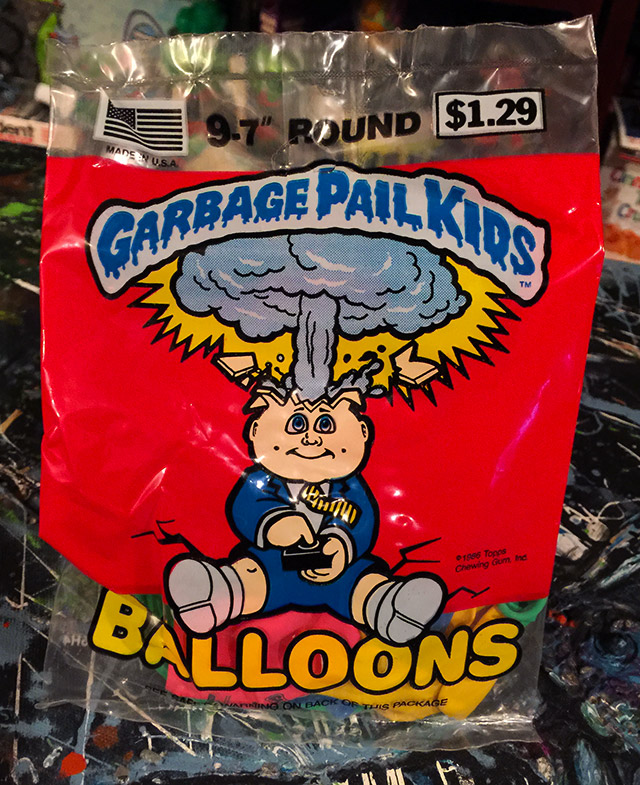 MADE IN U.S.A.
9-7" ROUND
$1.29
GARBAGE PAIL KIDS
TM
©1986 Topps
Chewing Gum, Inc.
BALLOONS
WARNING ON BACK OF THIS PACKAGE